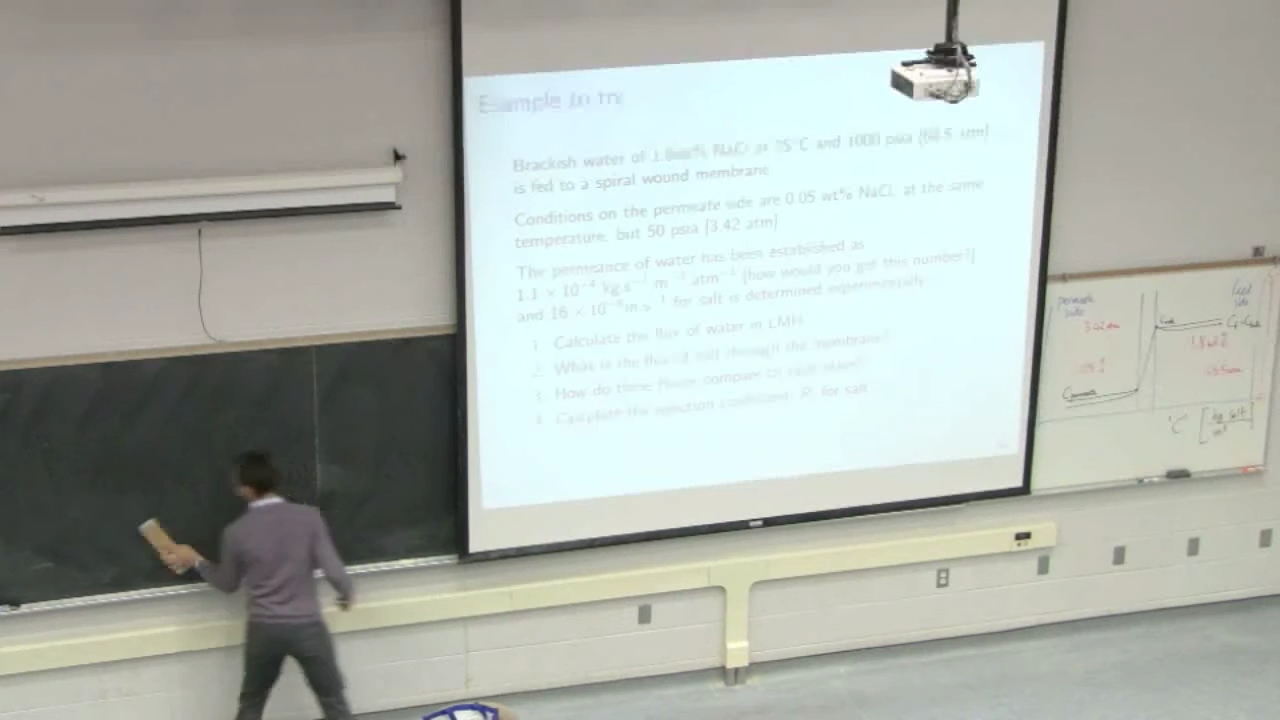 Example to try
Brackish water of 1.8wt% NaCl at 25°C and 1000 psia [68.5 atm]
is fed to a spiral wound membrane
Conditions on the permeate side are 0.05 wt% NaCl, at the same
temperature, but 50 psia [3.42 atm]
The permeance of water has been established as
1.1 × 10⁻⁴ kg.s⁻¹ m⁻² atm⁻¹ [how would you get this number?]
and 16 × 10⁻⁸m.s⁻¹ for salt is determined experimentally
1. Calculate the flux of water in LMH
2. What is the flux of salt through the membrane?
3. How do these fluxes compare to
4. Calculate the rejection coefficient, R for salt
permeate
side
3.42 atm
side
1.8 wt%
68.5 atm
"C"